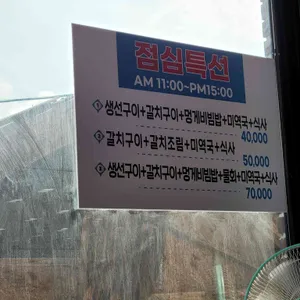 점심특선
AM 11:00~PM15:00
① 생선구이+갈치구이+멍게비빔밥+미역국+식사
40,000
② 갈치구이+갈치조림+미역국+식사
50,000
③ 생선구이+갈치구이+멍게비빔밥+물회+미역국+식사
70,000